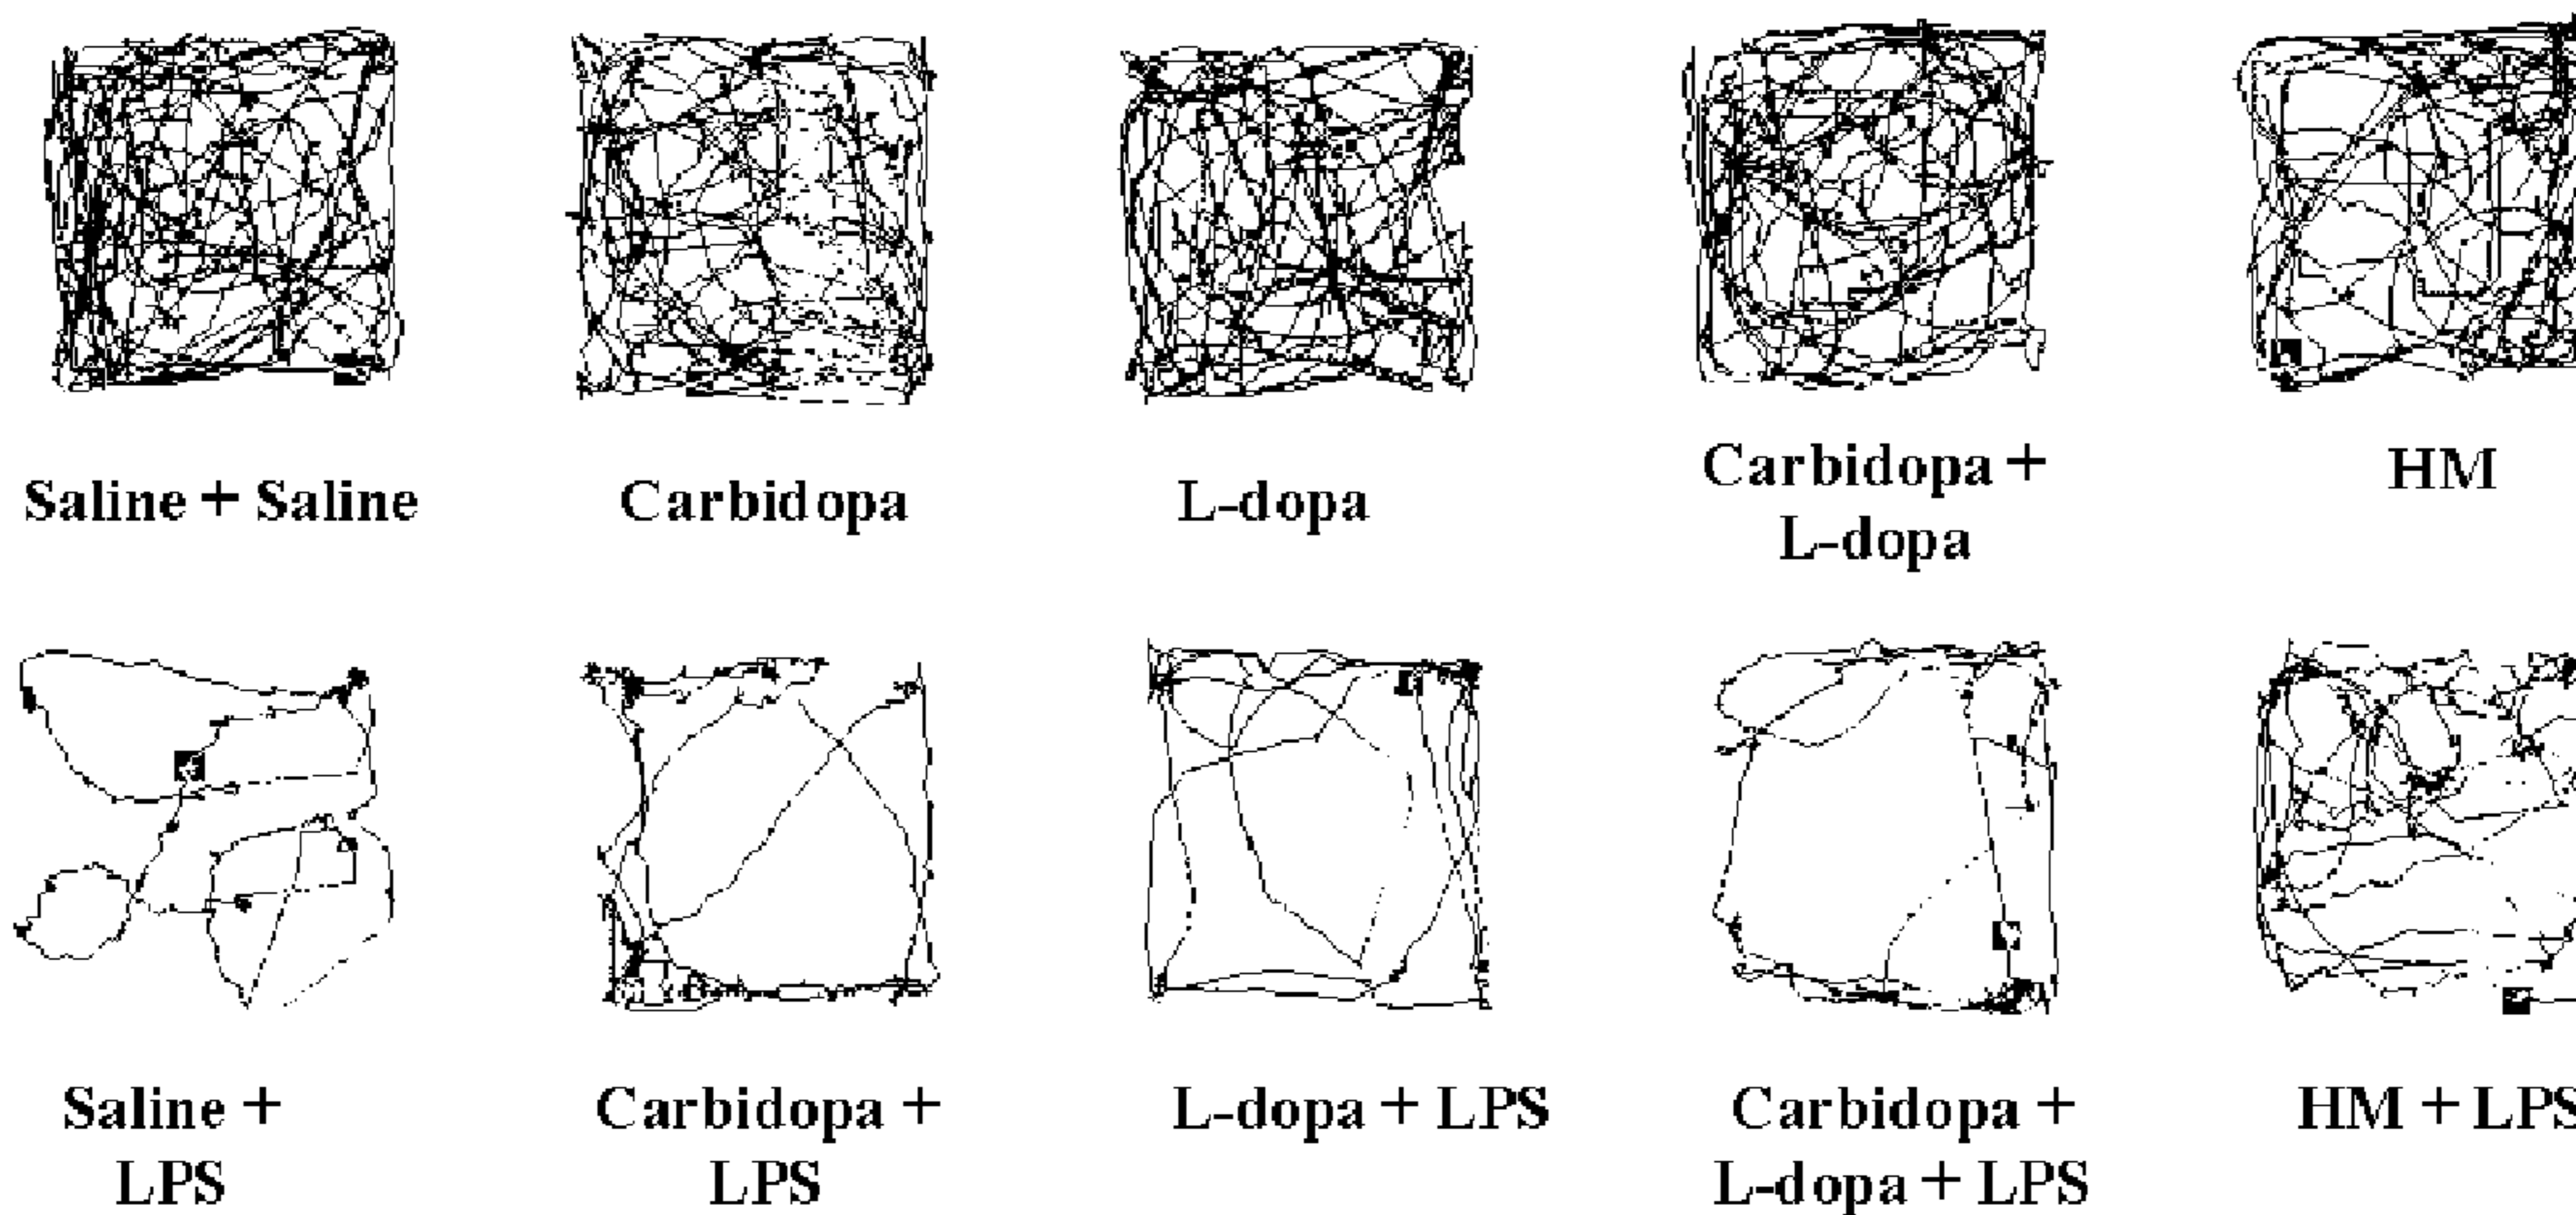 Saline + Saline
Carbidopa
L-dopa
Carbidopa +
L-dopa
HM
Saline +
LPS
Carbidopa +
LPS
L-dopa + LPS
Carbidopa +
L-dopa + LPS
HM + LPS